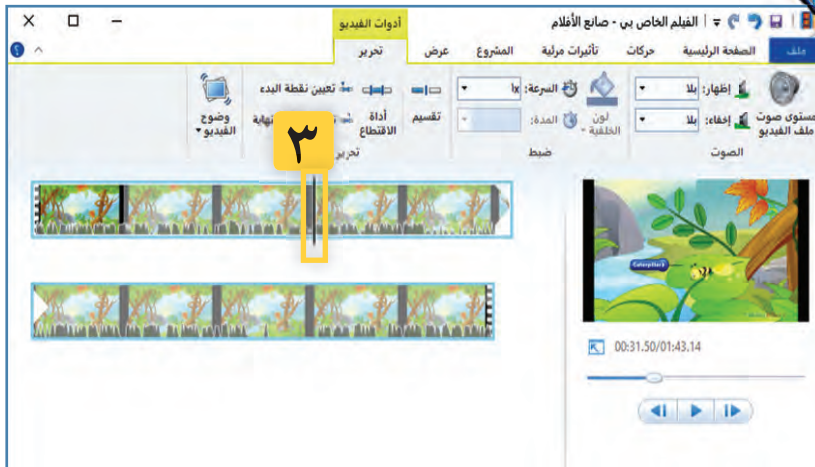 الفيلم الخاص بي - صانع الأفلام
أدوات الفيديو
ملف الصفحة الرئيسية حركات تأثيرات مرئية المشروع عرض تحرير
إظهار: بلا
إخفاء: بلا
مستوى صوت
ملف الفيديو
الصوت
السرعة: 1x
المدة:
لون
الخلفية
ضبط
تقسيم
أداة
الاقتطاع
تعيين نقطة البدء
تحرير
وضوح
الفيديو
٣
Caterpillar
00:31.50/01:43.14